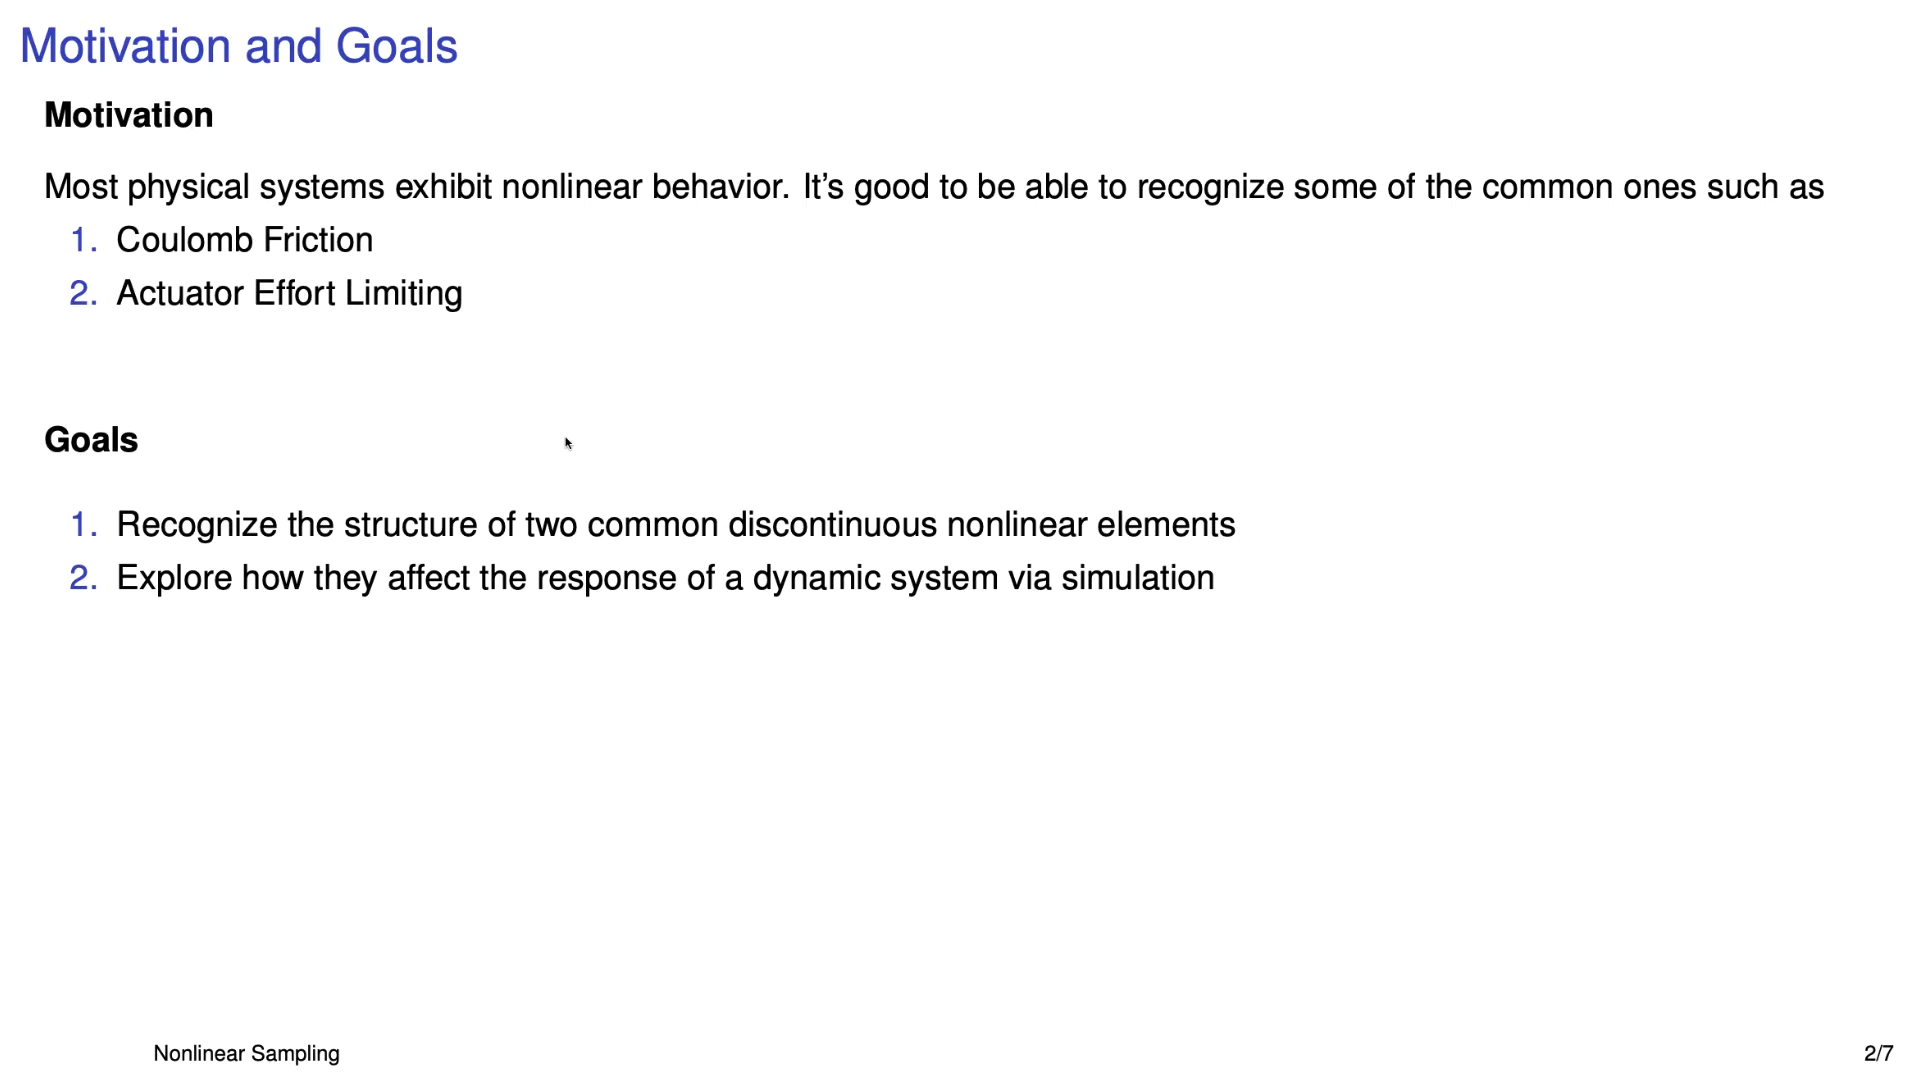 Motivation and Goals
Motivation
Most physical systems exhibit nonlinear behavior. It’s good to be able to recognize some of the common ones such as
1. Coulomb Friction
2. Actuator Effort Limiting
Goals
1. Recognize the structure of two common discontinuous nonlinear elements
2. Explore how they affect the response of a dynamic system via simulation
Nonlinear Sampling
2/7